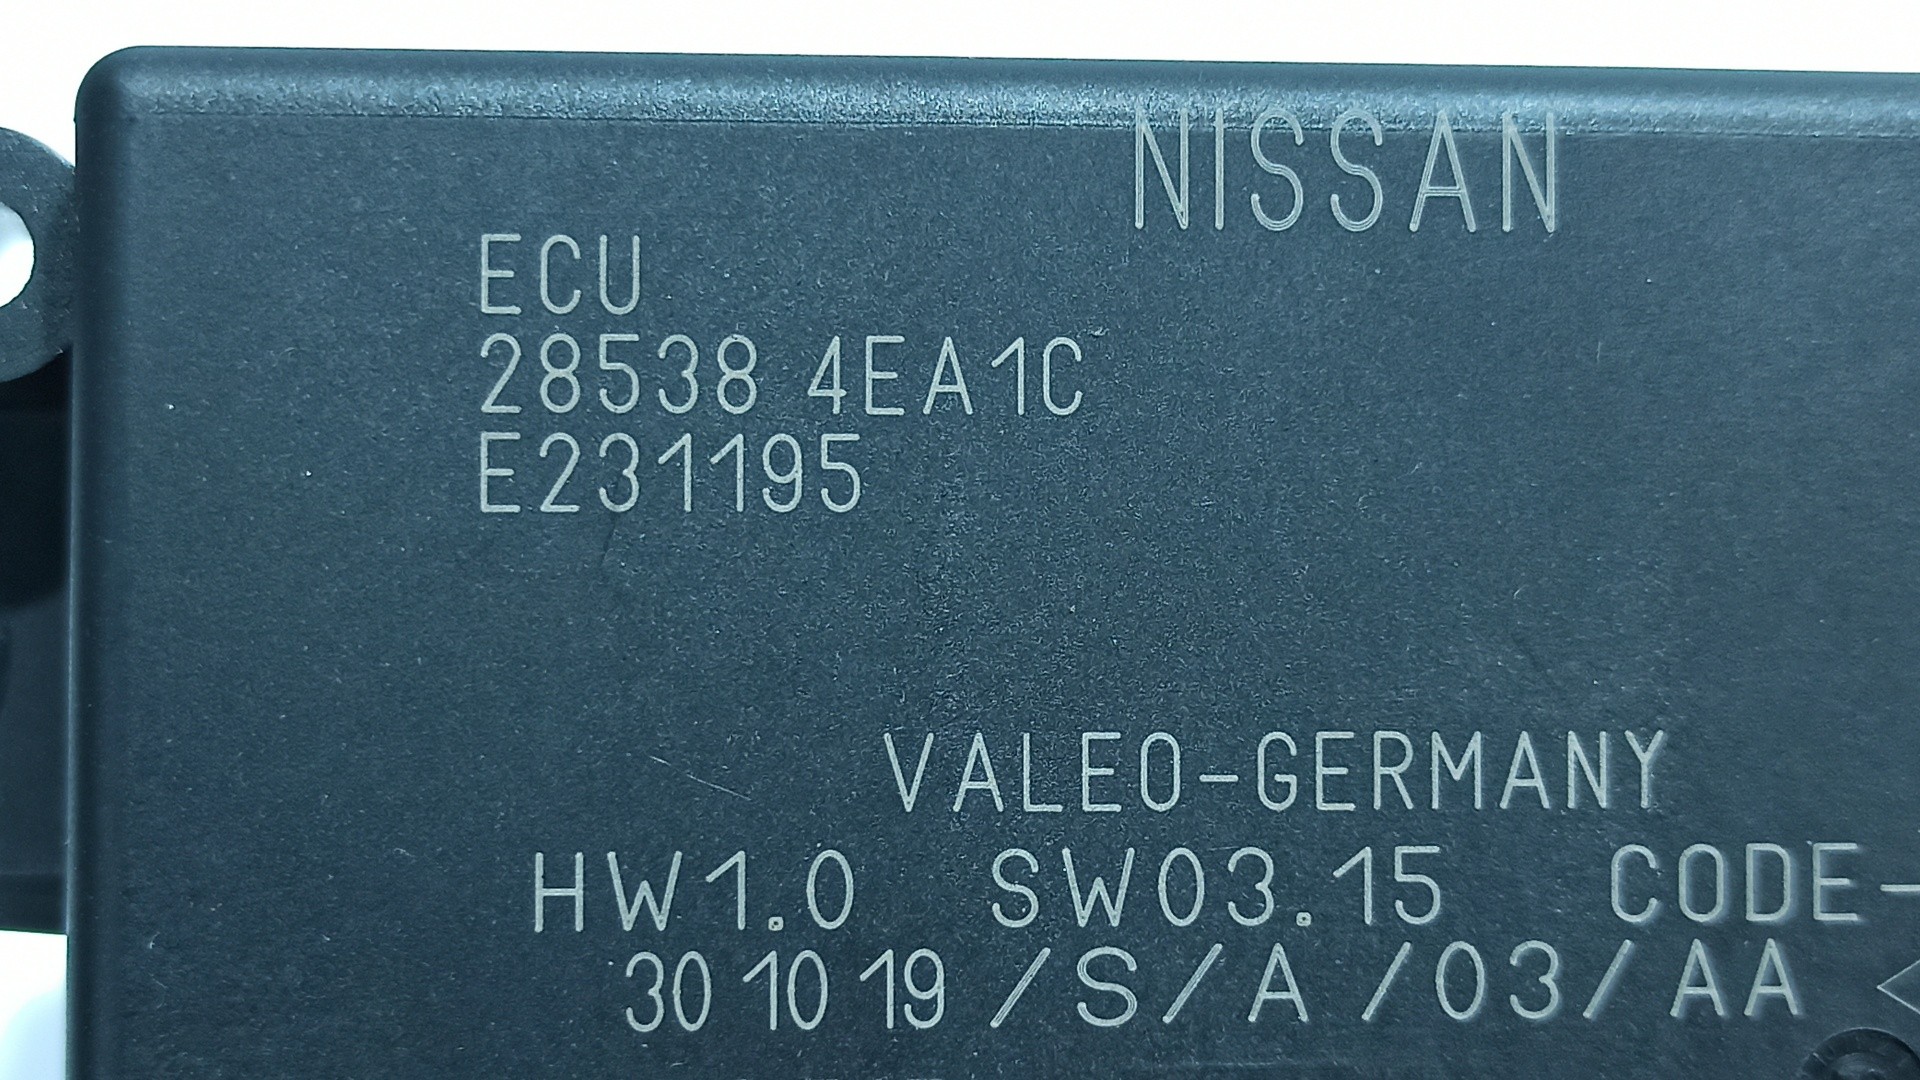 NISSAN
ECU
28538 4EA1C
E231195
VALEO-GERMANY
HW1.0 SW03.15 CODE-
30 10 19 /S/A /03/AA